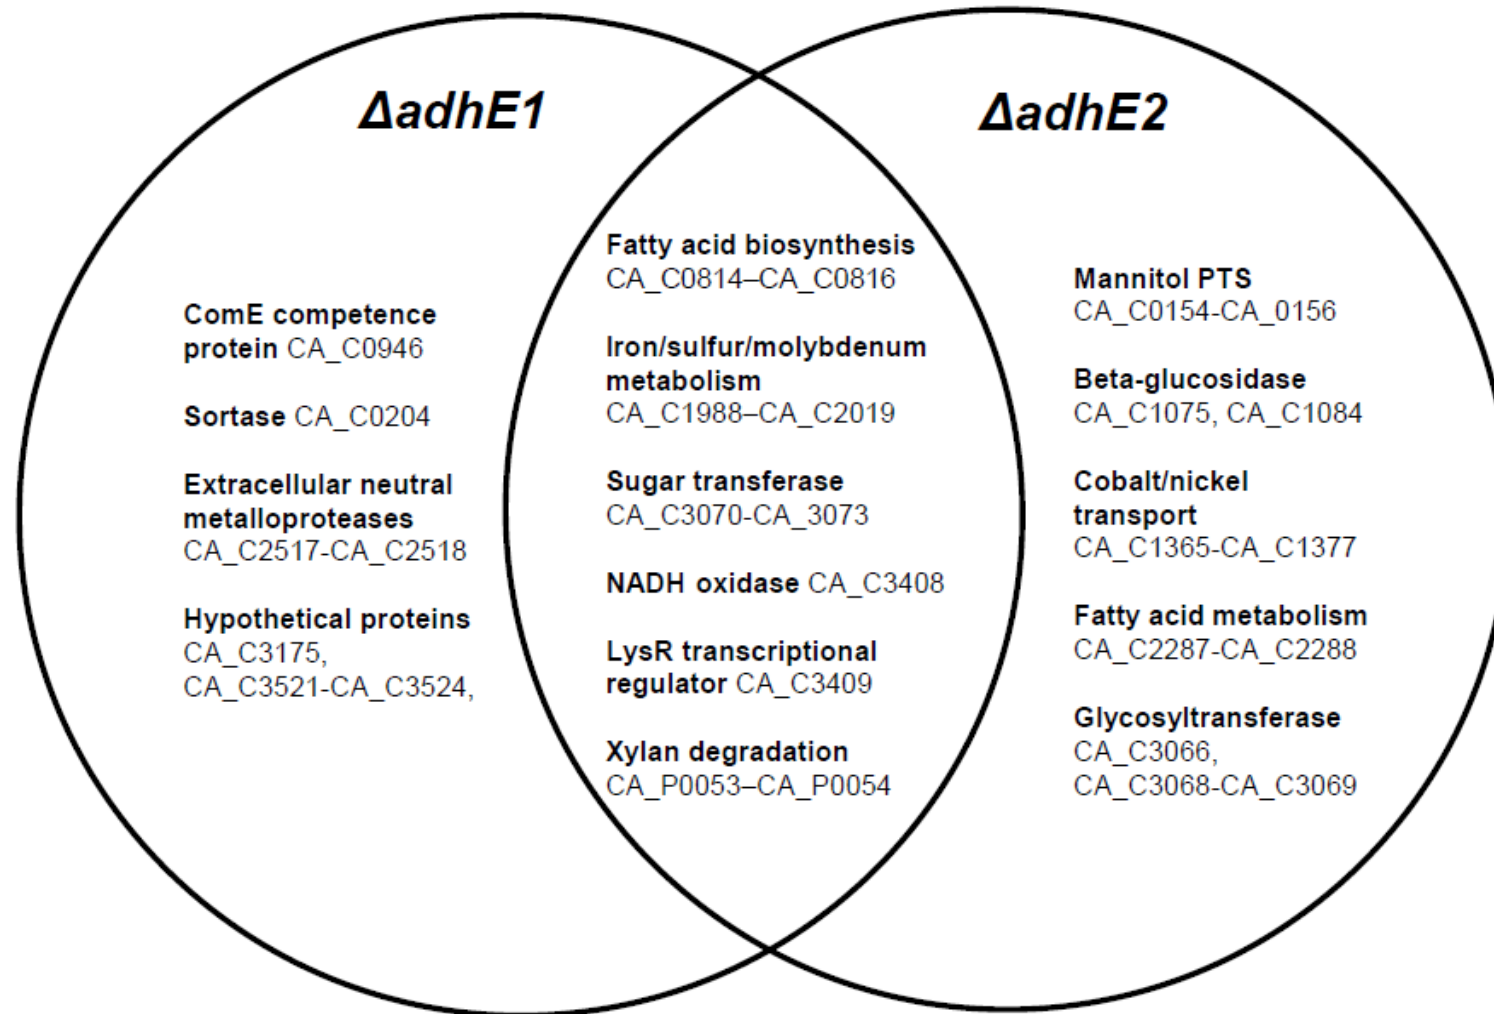 ΔadhE1
ΔadhE2
ComE competence
protein CA_C0946
Sortase CA_C0204
Extracellular neutral
metalloproteases
CA_C2517-CA_C2518
Hypothetical proteins
CA_C3175,
CA_C3521-CA_C3524,
Fatty acid biosynthesis
CA_C0814–CA_C0816
Iron/sulfur/molybdenum
metabolism
CA_C1988–CA_C2019
Sugar transferase
CA_C3070-CA_3073
NADH oxidase CA_C3408
LysR transcriptional
regulator CA_C3409
Xylan degradation
CA_P0053–CA_P0054
Mannitol PTS
CA_C0154-CA_0156
Beta-glucosidase
CA_C1075, CA_C1084
Cobalt/nickel
transport
CA_C1365-CA_C1377
Fatty acid metabolism
CA_C2287-CA_C2288
Glycosyltransferase
CA_C3066,
CA_C3068-CA_C3069